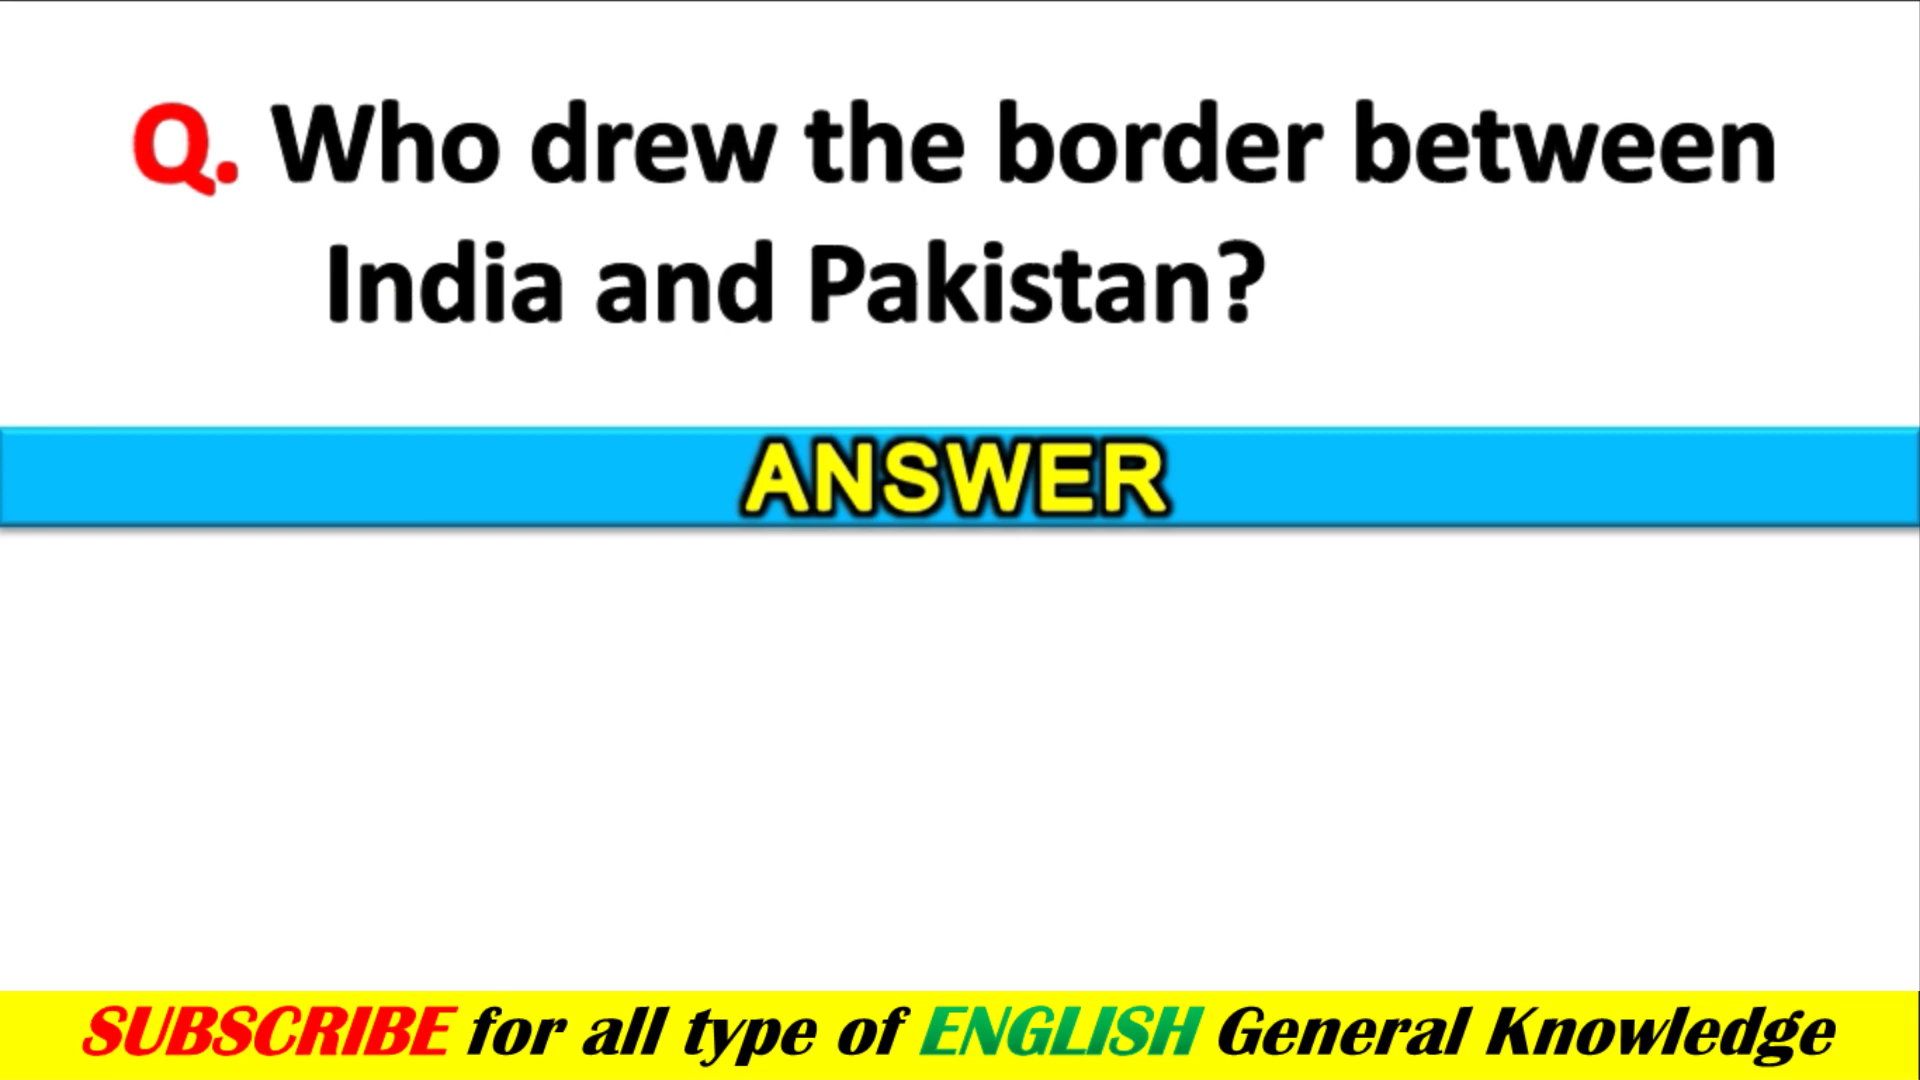 Q. Who drew the border between
India and Pakistan?
ANSWER
SUBSCRIBE for all type of ENGLISH General Knowledge